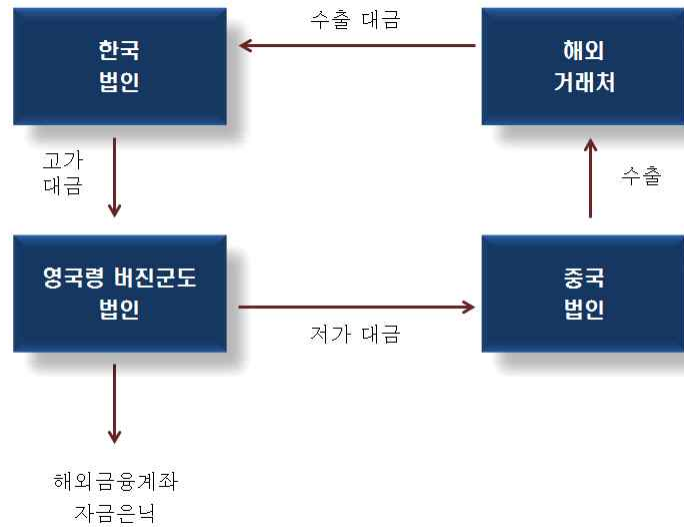 수출 대금
한국
법인
해외
거래처
고가
대금
수출
영국령 버진군도
법인
중국
법인
저가 대금
해외금융계좌
자금은닉